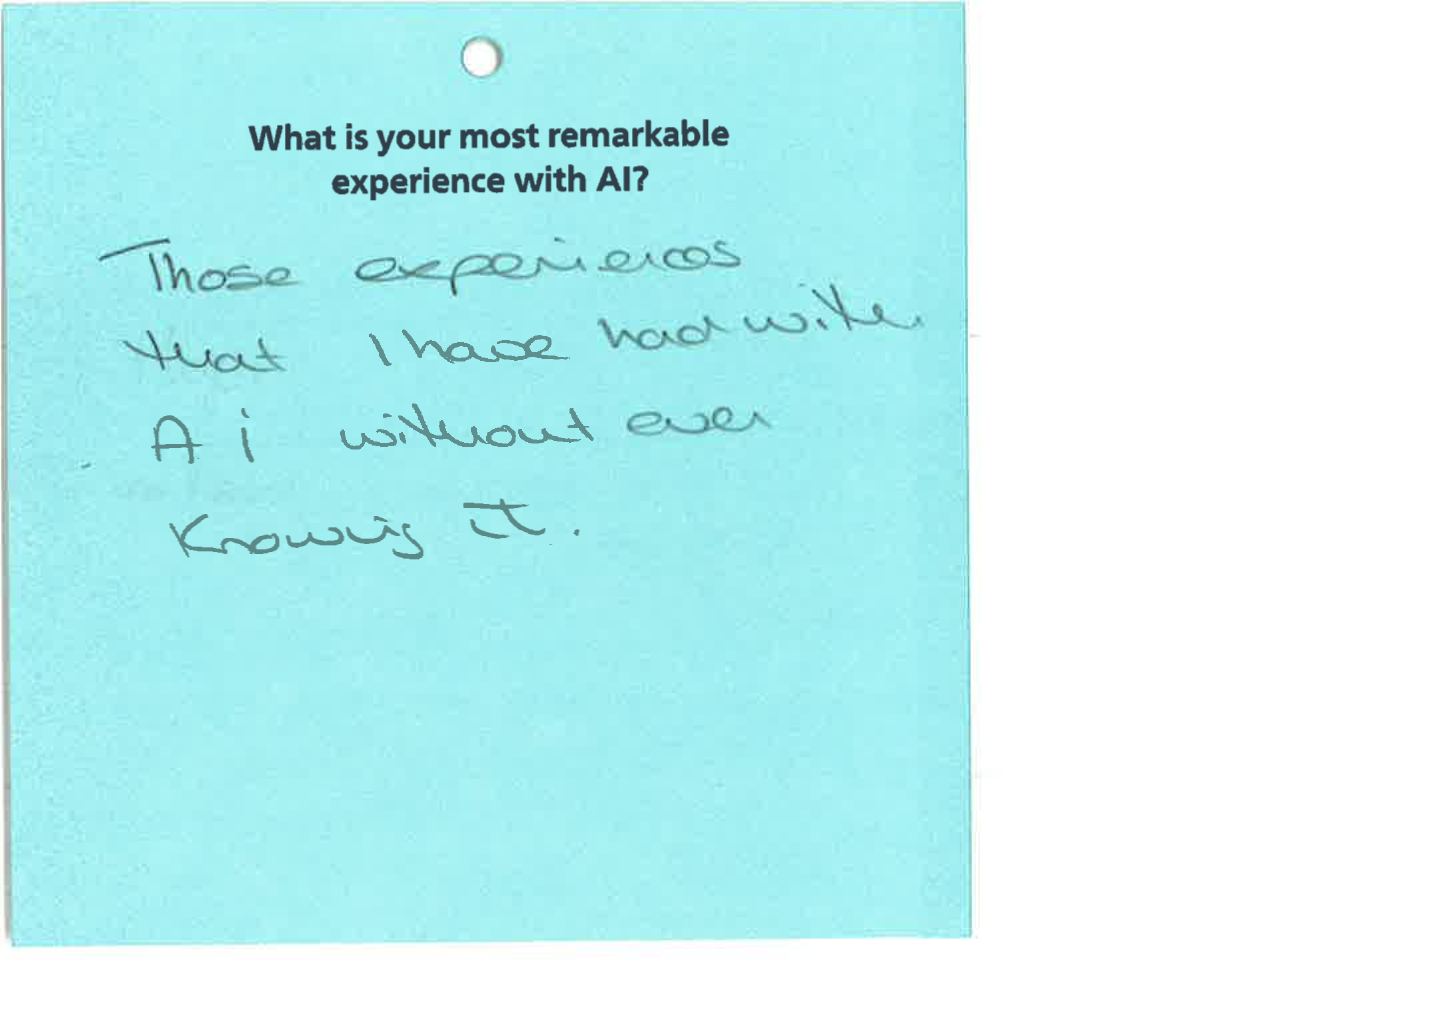 What is your most remarkable
experience with AI?
Those experiences
that I have had with
Ai without ever
Knowing it.